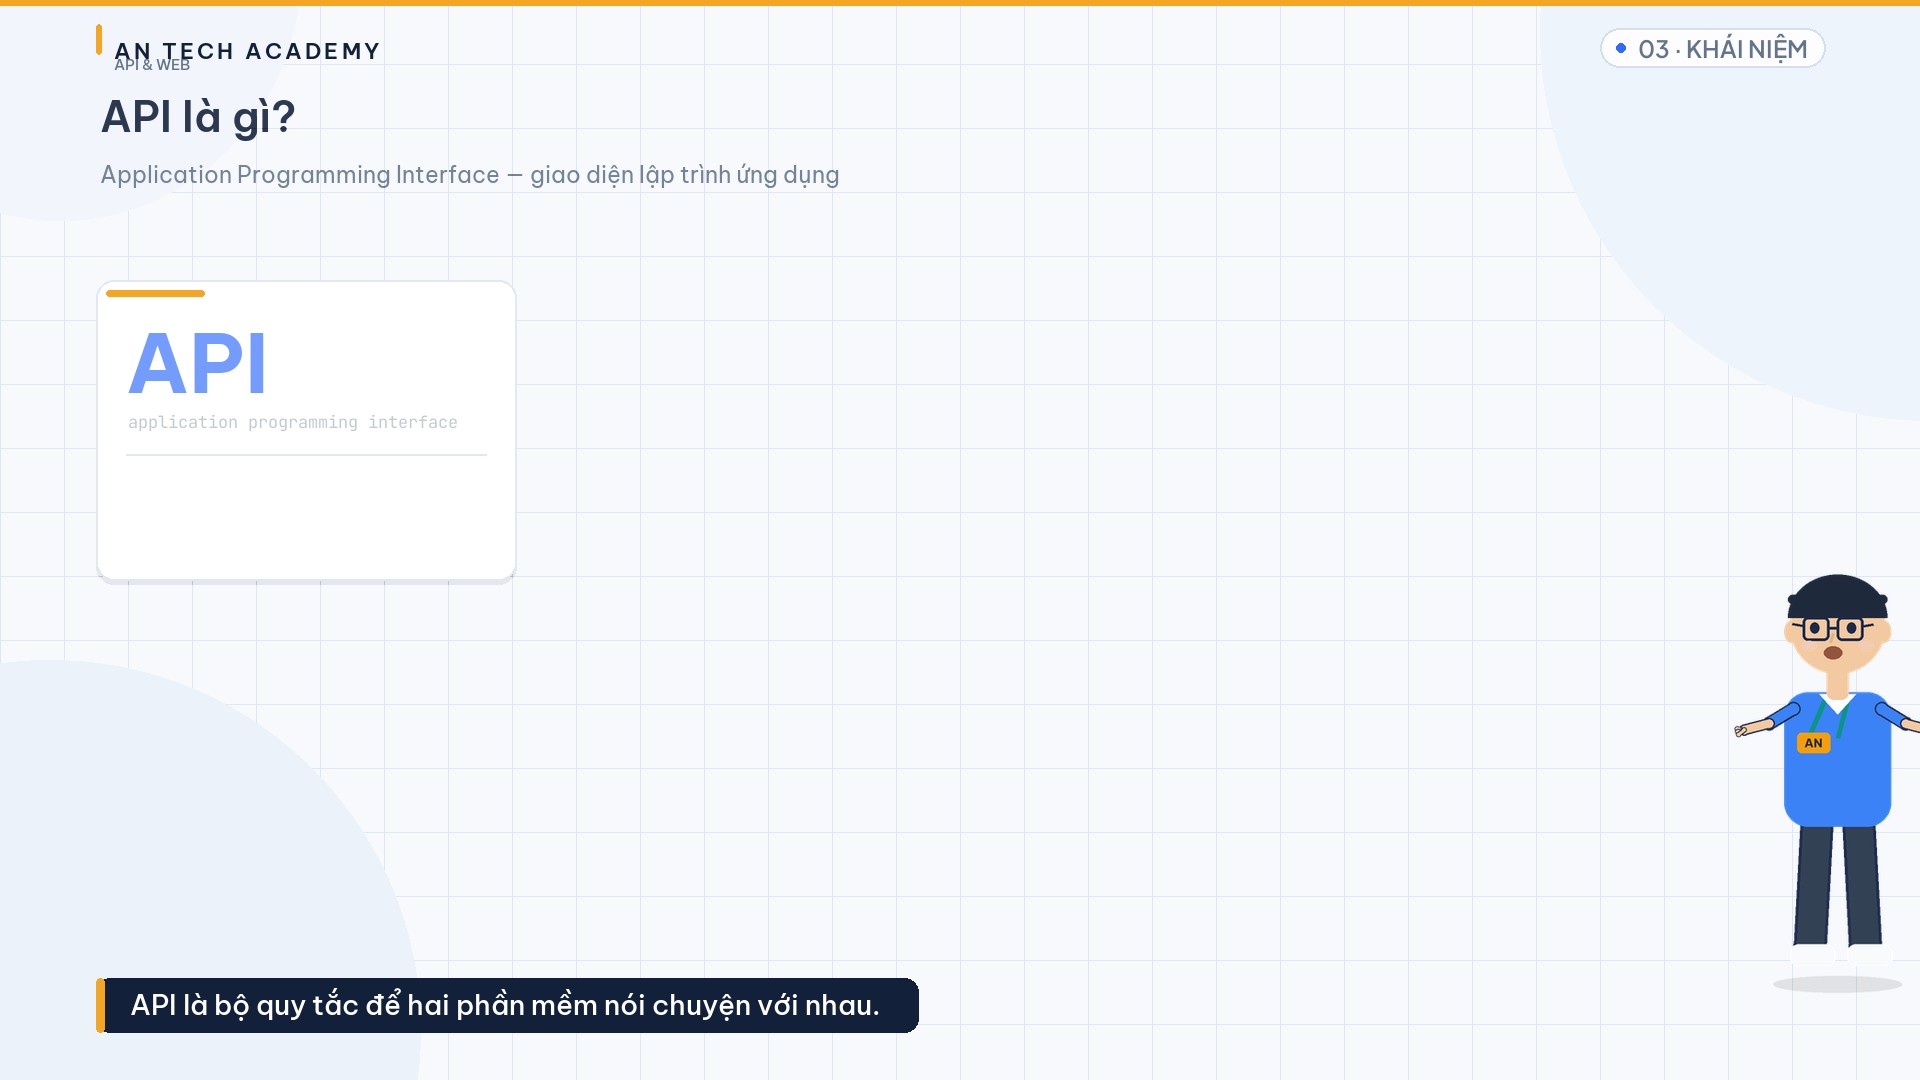 AN TECH ACADEMY
API & WEB
03 · KHÁI NIỆM
API là gì?
Application Programming Interface — giao diện lập trình ứng dụng
API
application programming interface
AN
API là bộ quy tắc để hai phần mềm nói chuyện với nhau.